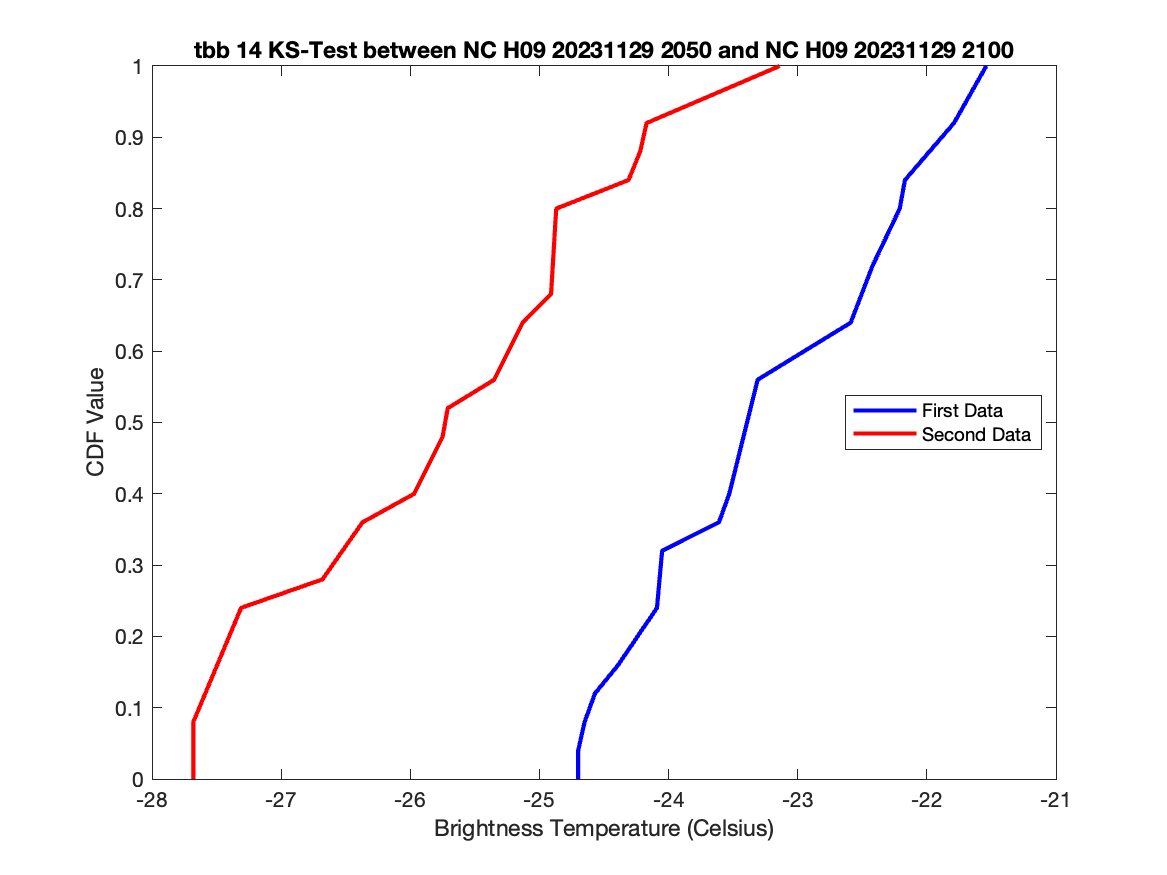 tbb 14 KS-Test between NC H09 20231129 2050 and NC H09 20231129 2100
1
0.9
0.8
0.7
0.6
0.5
0.4
0.3
0.2
0.1
0
CDF Value
First Data
Second Data
-28 -27 -26 -25 -24 -23 -22 -21
Brightness Temperature (Celsius)